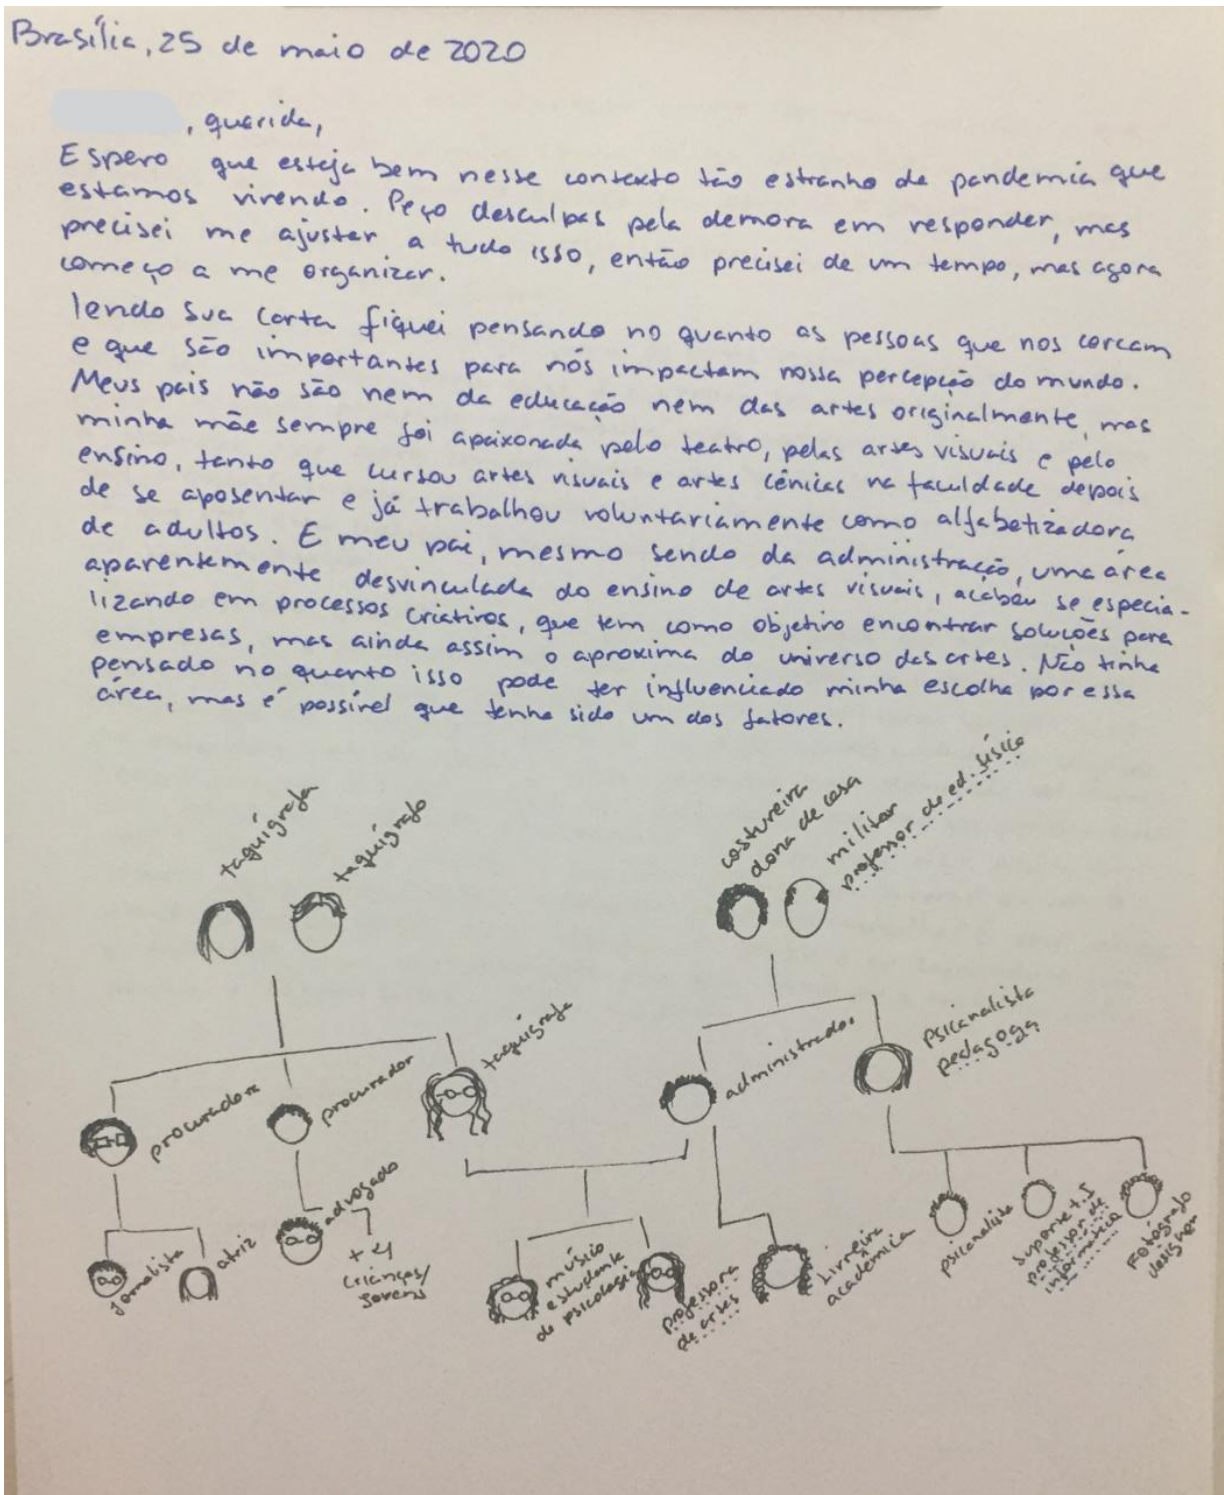 Brasília, 25 de maio de 2020
, querida,
Espero que esteja bem nesse contexto tão estranho de pandemia que
estamos vivendo. Peço desculpas pela demora em responder, mas
precisei me ajustar a tudo isso, então precisei de um tempo, mas agora
começo a me organizar.
lendo sua carta fiquei pensando no quanto as pessoas que nos cercam
e que são importantes para nós impactam nossa percepção do mundo.
Meus pais não são nem da educação nem das artes originalmente, mas
minha mãe sempre foi apaixonada pelo teatro, pelas artes visuais e pelo
ensino, tanto que cursou artes visuais e artes cênicas na faculdade depois
de se aposentar e já trabalhou voluntariamente como alfabetizadora
de adultos. E meu pai, mesmo sendo da administração, uma área
aparentemente desvinculada do ensino de artes visuais, acabou se especia-
lizando em processos criativos, que tem como objetivo encontrar soluções para
empresas, mas ainda assim o aproxima do universo das artes. Não tinha
pensado no quanto isso pode ter influenciado minha escolha por essa
área, mas é possível que tenha sido um dos fatores.
taquígrafa
taquígrafo
costureira
dona de casa
militar
professor de ed. física
procuradora
procurador
taquígrafa
administrador
psicanalista
pedagoga
jornalista
atriz
advogado
+ 4
crianças/
jovens
músico
estudante
de psicologia
professora
de artes
livreira
acadêmica
psicanalista
suporte t.I
professor de
informática
fotógrafo
designer